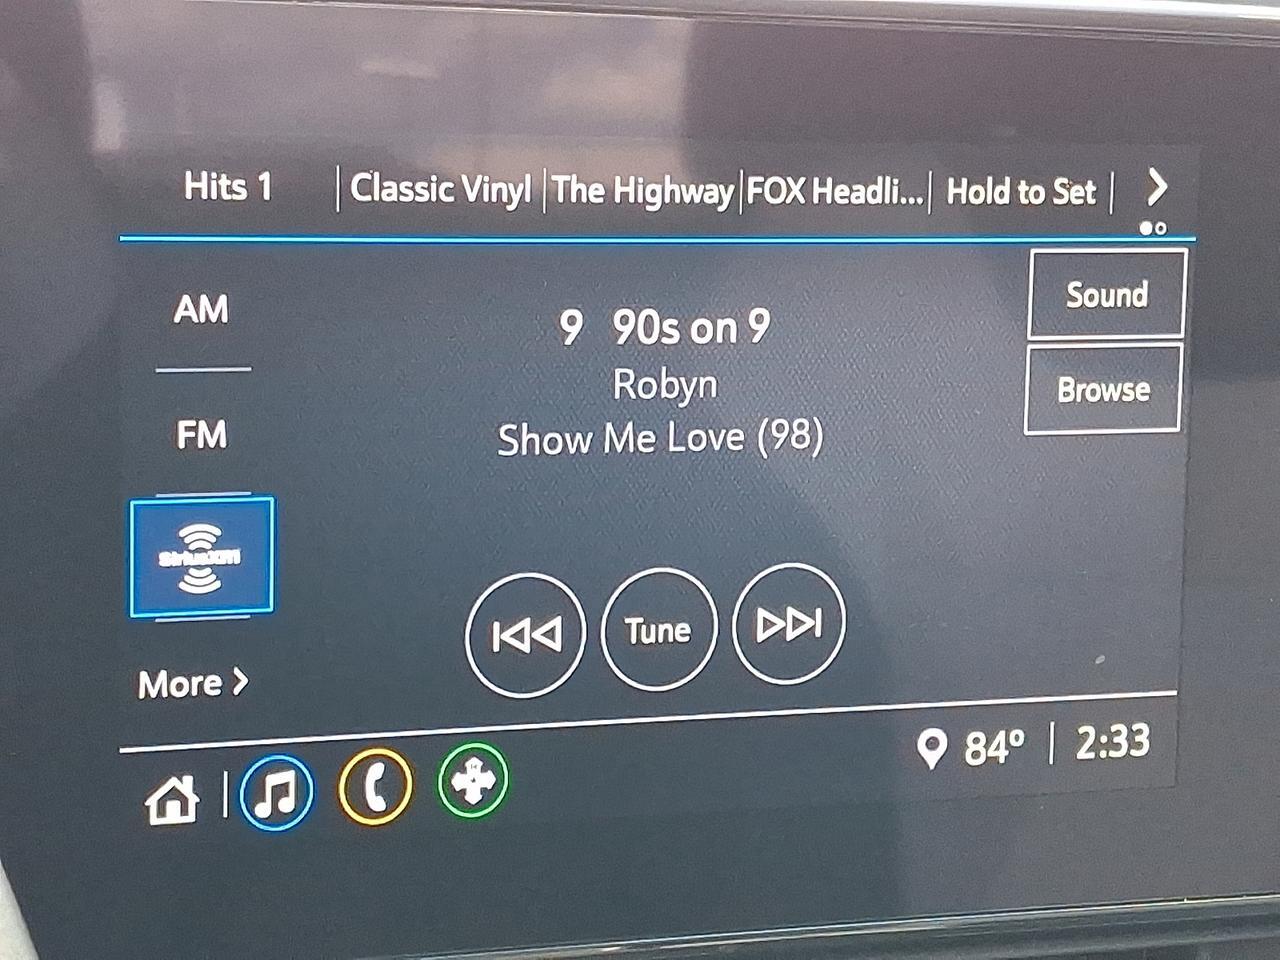 Hits 1 | Classic Vinyl | The Highway | FOX Headli... | Hold to Set |
AM
FM
SiriusXM
More >
9 90s on 9
Robyn
Show Me Love (98)
Tune
Sound
Browse
84° | 2:33